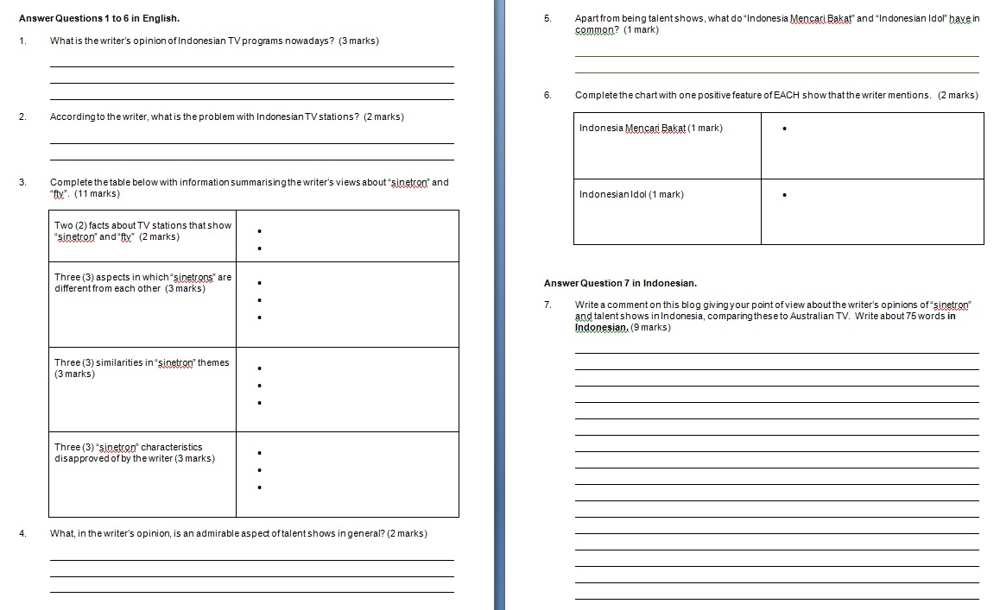 Answer Questions 1 to 6 in English.
1. What is the writer's opinion of Indonesian TV programs nowadays? (3 marks)
2. According to the writer, what is the problem with Indonesian TV stations? (2 marks)
3. Complete the table below with information summarising the writer's views about "sinetron" and
"ftv". (11 marks)
Two (2) facts about TV stations that show
"sinetron" and "ftv" (2 marks)
•
•
Three (3) aspects in which "sinetrons" are
different from each other (3 marks)
•
•
•
Three (3) similarities in "sinetron" themes
(3 marks)
•
•
•
Three (3) "sinetron" characteristics
disapproved of by the writer (3 marks)
•
•
•
4. What, in the writer's opinion, is an admirable aspect of talent shows in general? (2 marks)
5. Apart from being talent shows, what do "Indonesia Mencari Bakat" and "Indonesian Idol" have in
common? (1 mark)
6. Complete the chart with one positive feature of EACH show that the writer mentions. (2 marks)
Indonesia Mencari Bakat (1 mark)
•
Indonesian Idol (1 mark)
•
Answer Question 7 in Indonesian.
7. Write a comment on this blog giving your point of view about the writer's opinions of "sinetron"
and talent shows in Indonesia, comparing these to Australian TV. Write about 75 words in
Indonesian. (9 marks)